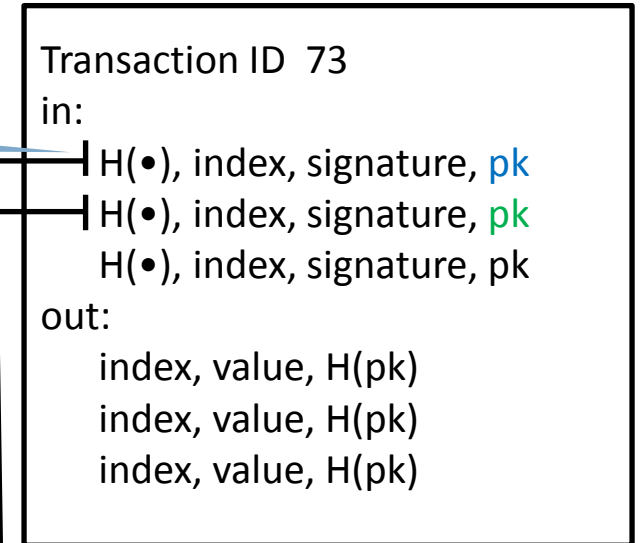 Transaction ID 73
in:
H(•), index, signature, pk
H(•), index, signature, pk
H(•), index, signature, pk
out:
index, value, H(pk)
index, value, H(pk)
index, value, H(pk)